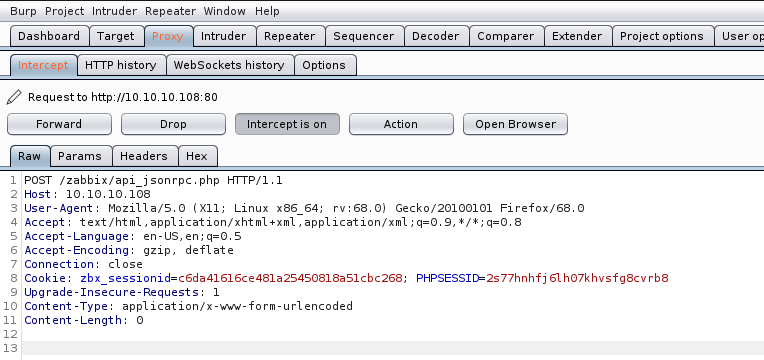 Burp Project Intruder Repeater Window Help
Dashboard Target Proxy Intruder Repeater Sequencer Decoder Comparer Extender Project options User op
Intercept HTTP history WebSockets history Options
Request to http://10.10.10.108:80
Forward Drop Intercept is on Action Open Browser
Raw Params Headers Hex
1 POST /zabbix/api_jsonrpc.php HTTP/1.1
2 Host: 10.10.10.108
3 User-Agent: Mozilla/5.0 (X11; Linux x86_64; rv:68.0) Gecko/20100101 Firefox/68.0
4 Accept: text/html,application/xhtml+xml,application/xml;q=0.9,*/*;q=0.8
5 Accept-Language: en-US,en;q=0.5
6 Accept-Encoding: gzip, deflate
7 Connection: close
8 Cookie: zbx_sessionid=c6da41616ce481a25450818a51cbc268; PHPSESSID=2s77hnhfj6lh07khvsfg8cvrb8
9 Upgrade-Insecure-Requests: 1
10 Content-Type: application/x-www-form-urlencoded
11 Content-Length: 0
12
13